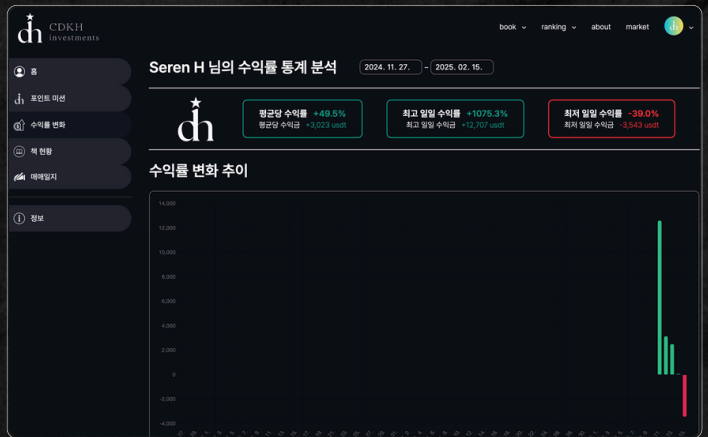 CDKH
investments
book
ranking
about
market
홈
포인트 미션
수익률 변화
책 현황
매매일지
정보
Seren H 님의 수익률 통계 분석
2024. 11. 27. - 2025. 02. 15.
평균당 수익률 +49.5%
평균당 수익금 +3,023 usdt
최고 일일 수익률 +1075.3%
최고 일일 수익금 +12,707 usdt
최저 일일 수익률 -39.0%
최저 일일 수익금 -3,543 usdt
수익률 변화 추이
14,000
12,000
10,000
8,000
6,000
4,000
2,000
0
-2,000
-4,000